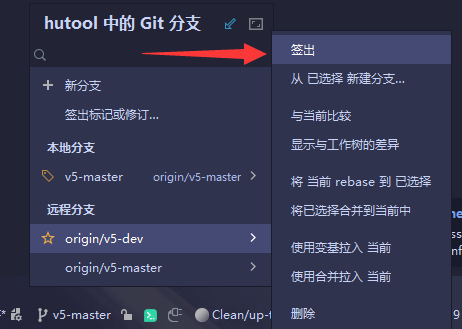 hutool 中的 Git 分支
新分支
签出标记或修订...
本地分支
v5-master origin/v5-master
远程分支
origin/v5-dev
origin/v5-master
签出
从 已选择 新建分支...
与当前比较
显示与工作树的差异
将 当前 rebase 到 已选择
将已选择合并到当前中
使用变基拉入 当前
使用合并拉入 当前
删除
v5-master
Clean/up-t
9